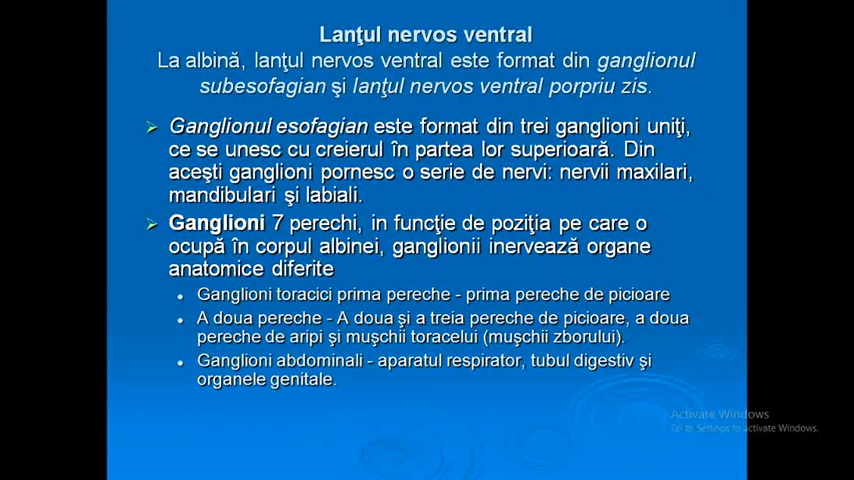 Lanţul nervos ventral
La albină, lanţul nervos ventral este format din ganglionul
subesofagian şi lanţul nervos ventral porpriu zis.
Ganglionul esofagian este format din trei ganglioni uniţi,
ce se unesc cu creierul în partea lor superioară. Din
aceşti ganglioni pornesc o serie de nervi: nervii maxilari,
mandibulari şi labiali.
Ganglioni 7 perechi, in funcţie de poziţia pe care o
ocupă în corpul albinei, ganglionii inervează organe
anatomice diferite
Ganglioni toracici prima pereche - prima pereche de picioare
A doua pereche - A doua şi a treia pereche de picioare, a doua
pereche de aripi şi muşchii toracelui (muşchii zborului).
Ganglioni abdominali - aparatul respirator, tubul digestiv şi
organele genitale.
Activate Windows
Go to Settings to activate Windows.